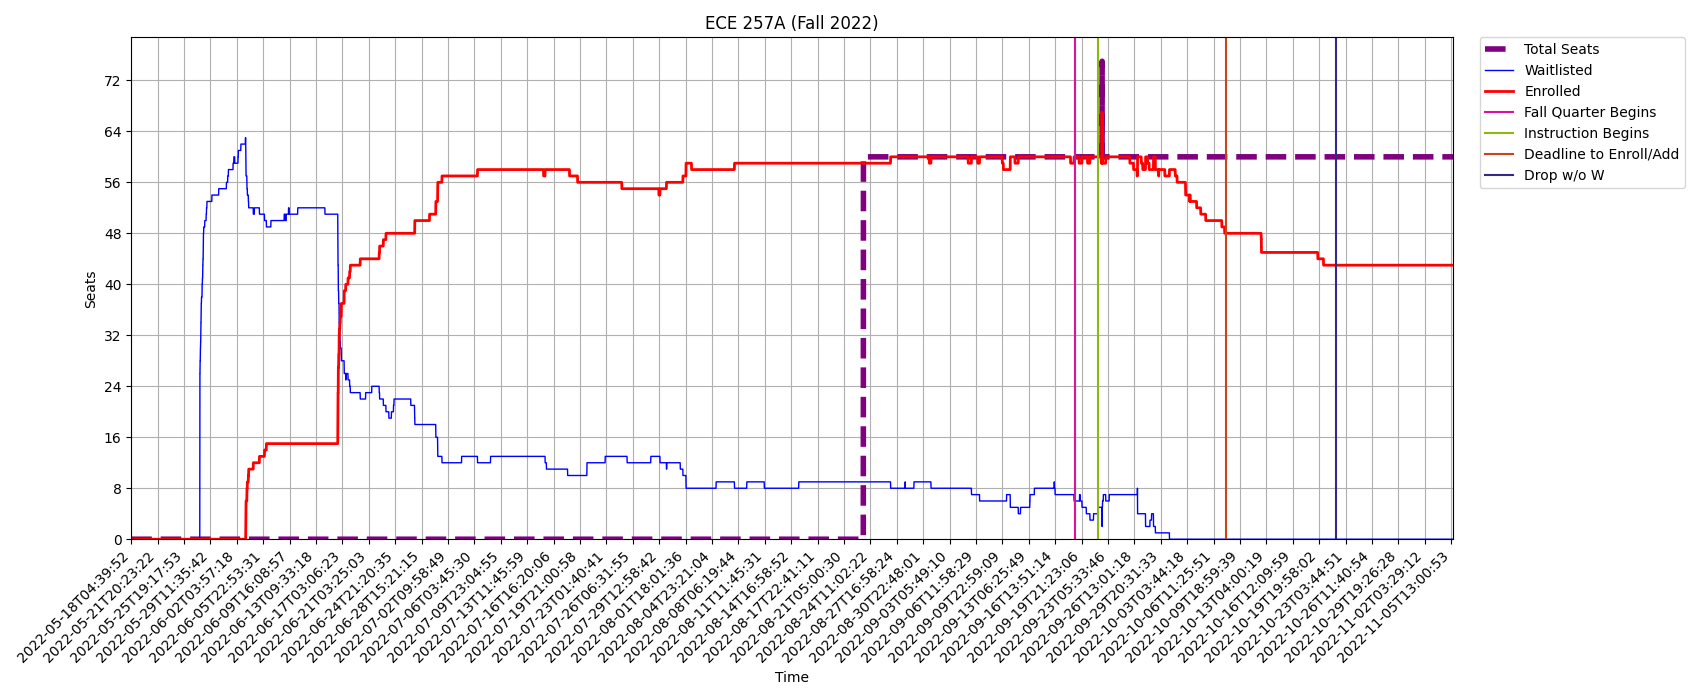 ECE 257A (Fall 2022)
Total Seats
Waitlisted
Enrolled
Fall Quarter Begins
Instruction Begins
Deadline to Enroll/Add
Drop w/o W
72
64
56
48
40
32
24
16
8
0
Seats
2022-05-18T04:39:52
2022-05-21T20:23:22
2022-05-25T19:17:53
2022-05-29T11:35:42
2022-06-02T03:57:18
2022-06-05T22:53:31
2022-06-09T16:08:57
2022-06-13T09:33:18
2022-06-17T03:06:23
2022-06-21T03:25:03
2022-06-24T21:20:35
2022-06-28T15:21:15
2022-07-02T09:58:49
2022-07-06T03:45:30
2022-07-09T23:04:55
2022-07-13T11:45:59
2022-07-16T16:20:06
2022-07-19T21:00:58
2022-07-23T01:40:41
2022-07-26T06:31:55
2022-07-29T12:58:42
2022-08-01T18:01:36
2022-08-04T23:21:04
2022-08-08T06:19:44
2022-08-11T11:45:31
2022-08-14T16:58:52
2022-08-17T22:41:11
2022-08-21T05:00:30
2022-08-24T11:02:22
2022-08-27T16:58:24
2022-08-30T22:48:01
2022-09-03T05:49:10
2022-09-06T11:58:29
2022-09-09T22:59:09
2022-09-13T06:25:49
2022-09-16T13:51:14
2022-09-19T21:23:06
2022-09-23T05:33:46
2022-09-26T13:01:18
2022-09-29T20:31:33
2022-10-03T03:44:18
2022-10-06T11:25:51
2022-10-09T18:59:39
2022-10-13T04:00:19
2022-10-16T12:09:59
2022-10-19T19:58:02
2022-10-23T03:44:51
2022-10-26T11:40:54
2022-10-29T19:26:28
2022-11-02T03:29:12
2022-11-05T13:00:53
Time